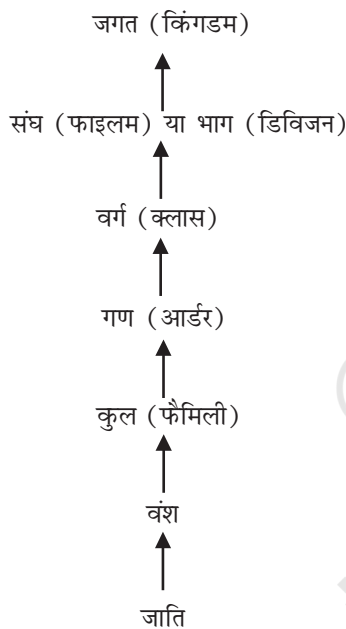 जगत (किंगडम)
संघ (फाइलम) या भाग (डिविजन)
वर्ग (क्लास)
गण (आर्डर)
कुल (फैमिली)
वंश
जाति